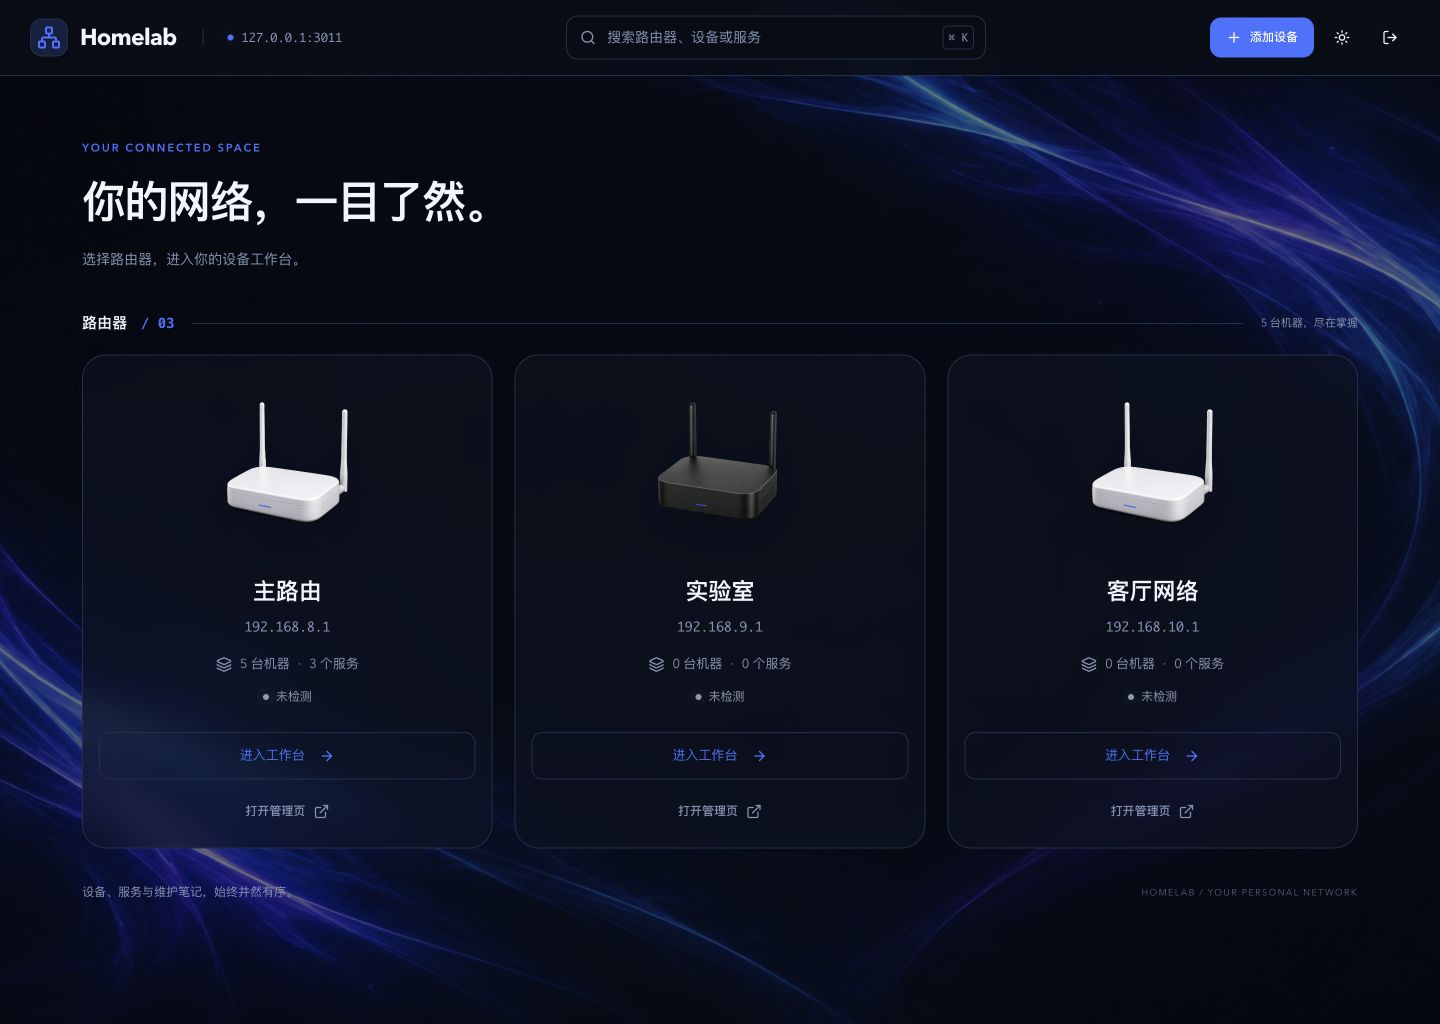 Homelab
127.0.0.1:3011
搜索路由器、设备或服务
⌘ K
添加设备
YOUR CONNECTED SPACE
你的网络，一目了然。
选择路由器，进入你的设备工作台。
路由器 / 03
5 台机器，尽在掌握
主路由
192.168.8.1
5 台机器 · 3 个服务
未检测
进入工作台
打开管理页
实验室
192.168.9.1
0 台机器 · 0 个服务
未检测
进入工作台
打开管理页
客厅网络
192.168.10.1
0 台机器 · 0 个服务
未检测
进入工作台
打开管理页
设备、服务与维护笔记，始终井然有序。
HOMELAB / YOUR PERSONAL NETWORK